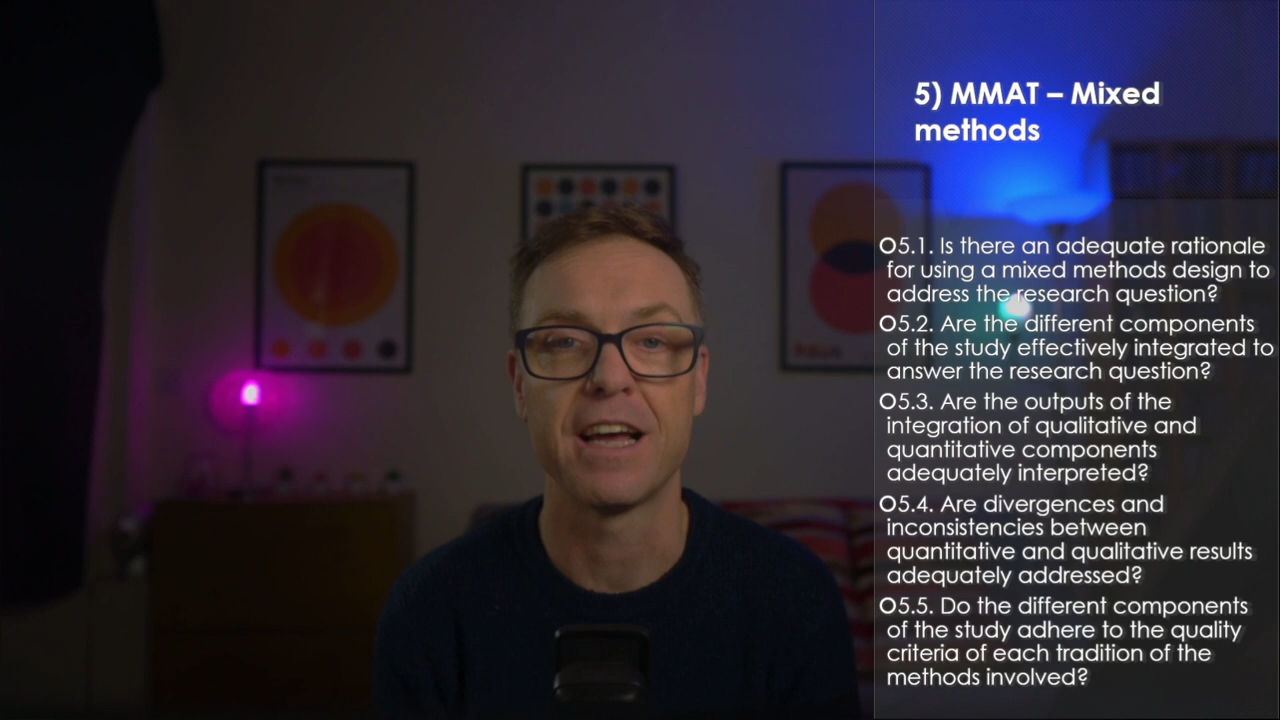 5) MMAT – Mixed
methods
O5.1. Is there an adequate rationale
for using a mixed methods design to
address the research question?
O5.2. Are the different components
of the study effectively integrated to
answer the research question?
O5.3. Are the outputs of the
integration of qualitative and
quantitative components
adequately interpreted?
O5.4. Are divergences and
inconsistencies between
quantitative and qualitative results
adequately addressed?
O5.5. Do the different components
of the study adhere to the quality
criteria of each tradition of the
methods involved?